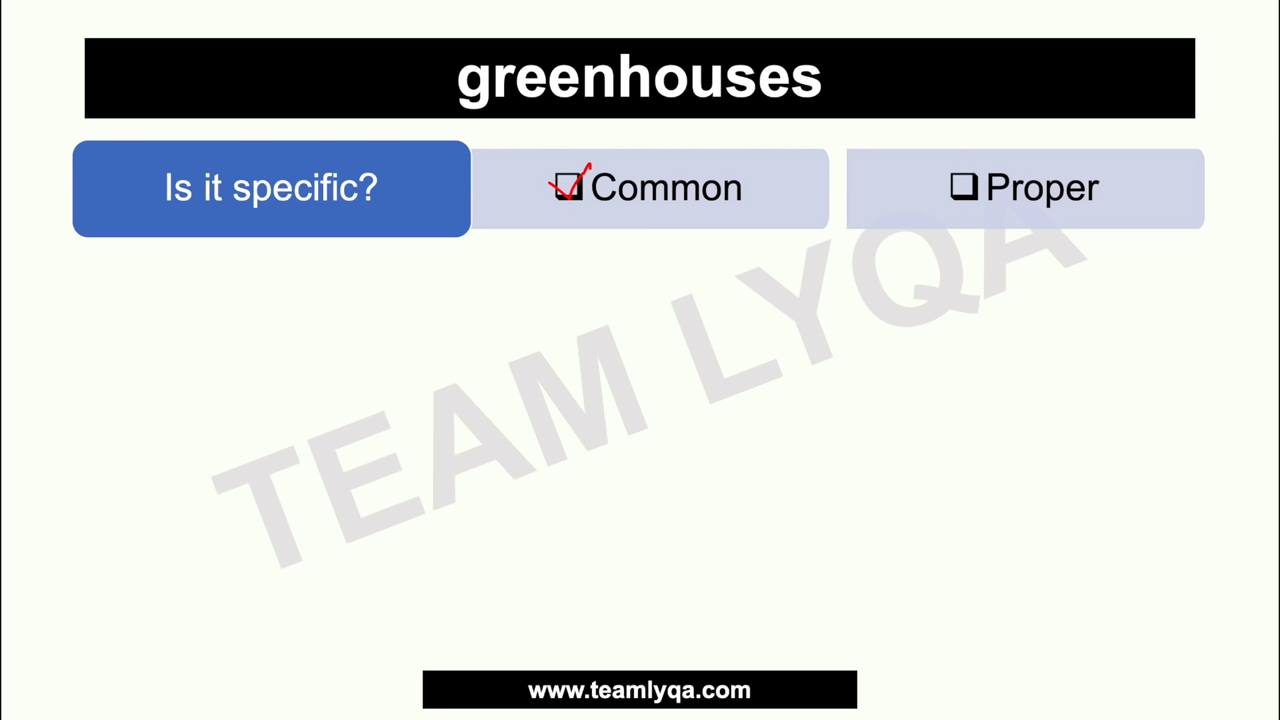 greenhouses
Is it specific?
Common
Proper
TEAM LYQA
www.teamlyqa.com